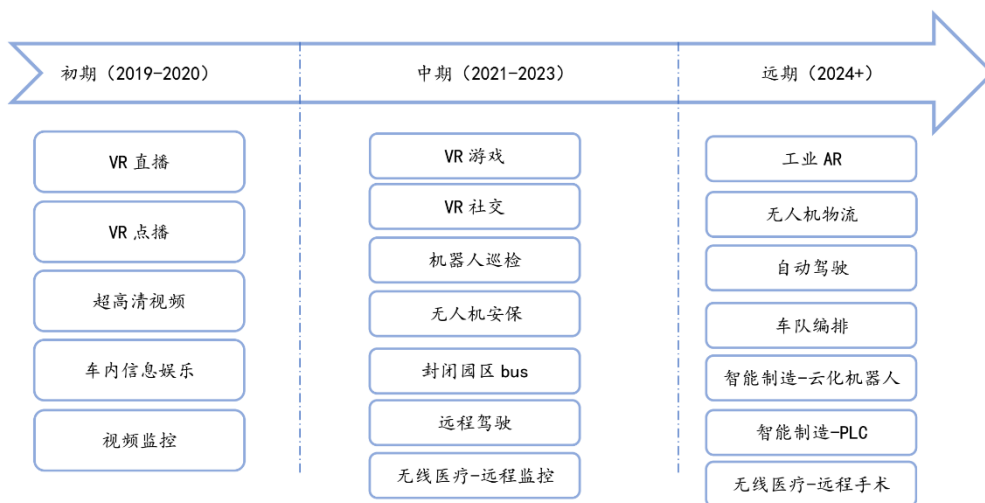 初期（2019-2020）
中期（2021-2023）
远期（2024+）
VR 直播
VR 点播
超高清视频
车内信息娱乐
视频监控
VR 游戏
VR 社交
机器人巡检
无人机安保
封闭园区 bus
远程驾驶
无线医疗-远程监控
工业 AR
无人机物流
自动驾驶
车队编排
智能制造-云化机器人
智能制造-PLC
无线医疗-远程手术